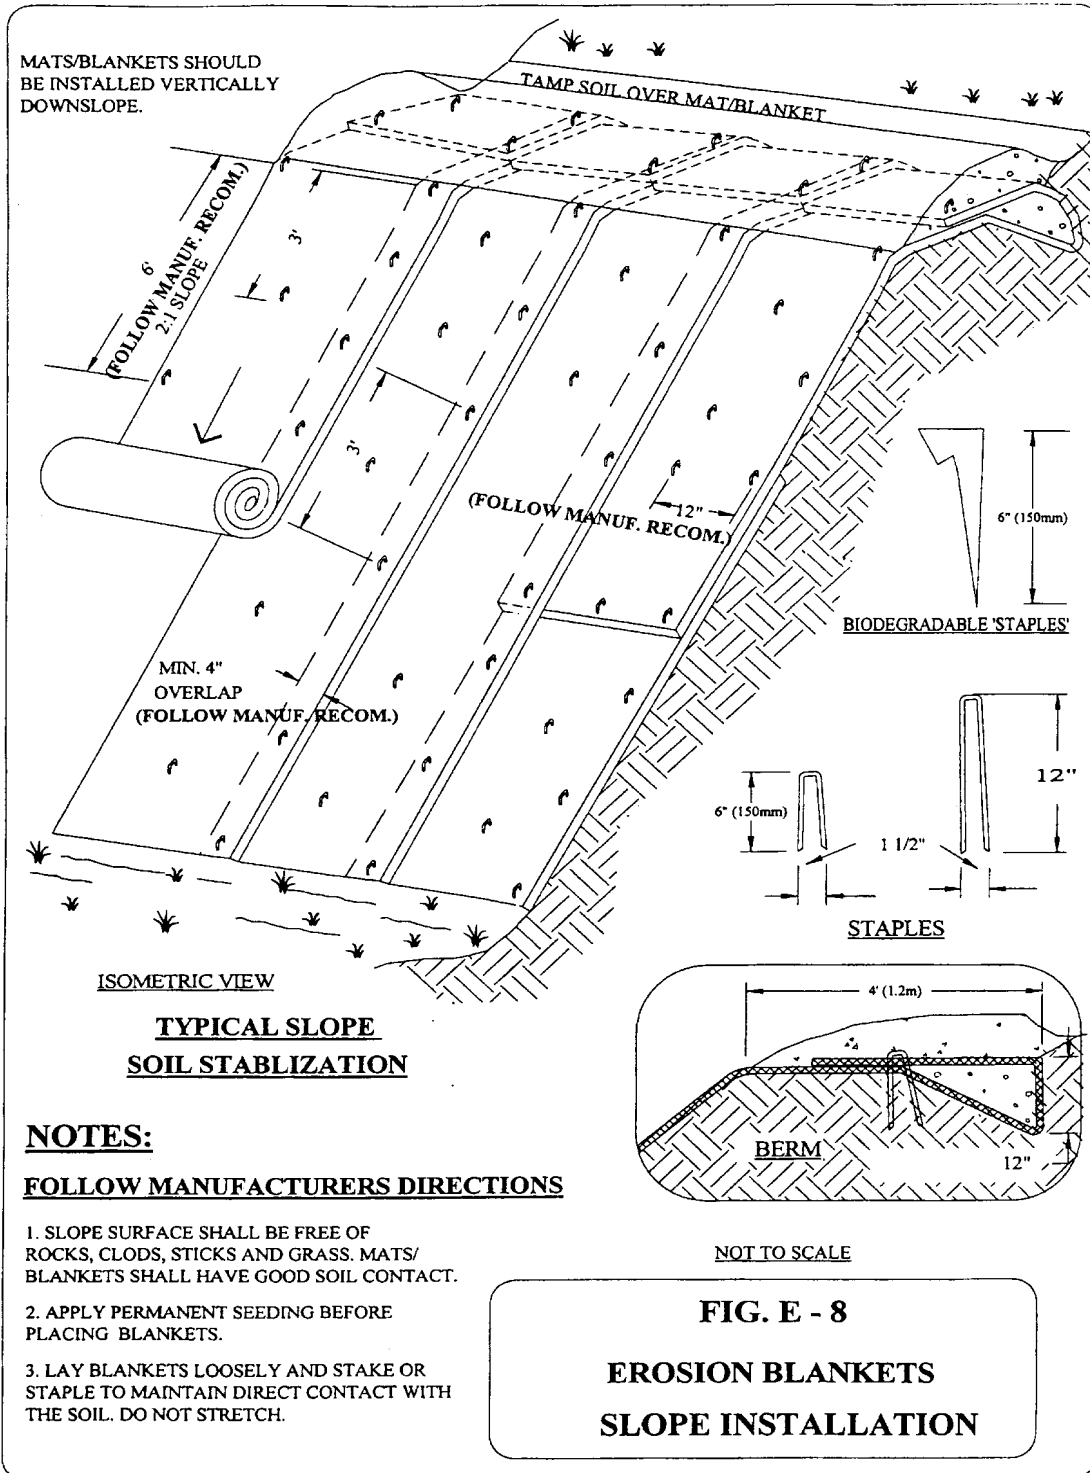 MATS/BLANKETS SHOULD
BE INSTALLED VERTICALLY
DOWNSLOPE.
TAMP SOIL OVER MAT/BLANKET
6'
(FOLLOW MANUF. RECOM.)
2:1 SLOPE
3'
3'
12"
(FOLLOW MANUF. RECOM.)
MIN. 4"
OVERLAP
(FOLLOW MANUF. RECOM.)
6" (150mm)
BIODEGRADABLE 'STAPLES'
6" (150mm)
12"
1 1/2"
STAPLES
ISOMETRIC VIEW
TYPICAL SLOPE
SOIL STABLIZATION
4' (1.2m)
BERM
12"
NOT TO SCALE
NOTES:
FOLLOW MANUFACTURERS DIRECTIONS
1. SLOPE SURFACE SHALL BE FREE OF
ROCKS, CLODS, STICKS AND GRASS. MATS/
BLANKETS SHALL HAVE GOOD SOIL CONTACT.
2. APPLY PERMANENT SEEDING BEFORE
PLACING BLANKETS.
3. LAY BLANKETS LOOSELY AND STAKE OR
STAPLE TO MAINTAIN DIRECT CONTACT WITH
THE SOIL. DO NOT STRETCH.
FIG. E - 8
EROSION BLANKETS
SLOPE INSTALLATION